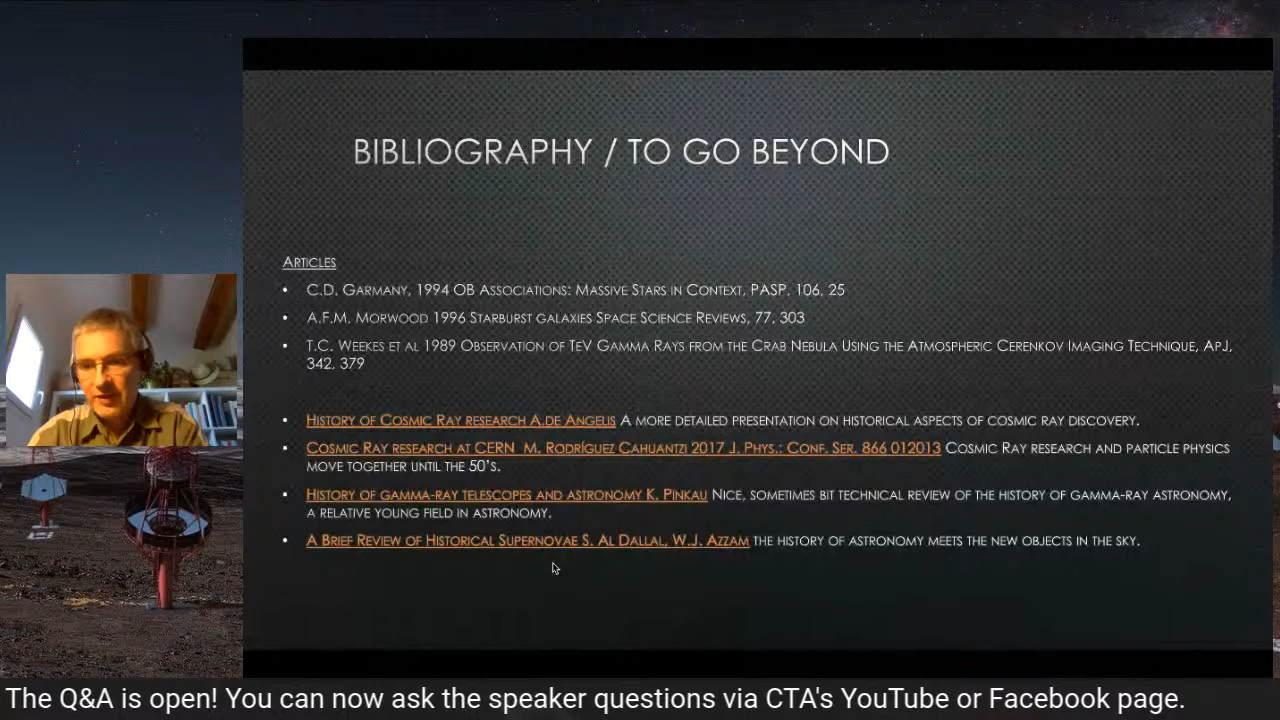 BIBLIOGRAPHY / TO GO BEYOND
ARTICLES
• C.D. GARMANY, 1994 OB ASSOCIATIONS: MASSIVE STARS IN CONTEXT, PASP, 106, 25
• A.F.M. MORWOOD 1996 STARBURST GALAXIES SPACE SCIENCE REVIEWS, 77, 303
• T.C. WEEKES ET AL 1989 OBSERVATION OF TEV GAMMA RAYS FROM THE CRAB NEBULA USING THE ATMOSPHERIC CERENKOV IMAGING TECHNIQUE, APJ,
342, 379
• HISTORY OF COSMIC RAY RESEARCH A.DE ANGELIS A MORE DETAILED PRESENTATION ON HISTORICAL ASPECTS OF COSMIC RAY DISCOVERY.
• COSMIC RAY RESEARCH AT CERN M. RODRÍGUEZ CAHUANTZI 2017 J. PHYS.: CONF. SER. 866 012013 COSMIC RAY RESEARCH AND PARTICLE PHYSICS
MOVE TOGETHER UNTIL THE 50'S.
• HISTORY OF GAMMA-RAY TELESCOPES AND ASTRONOMY K. PINKAU NICE, SOMETIMES BIT TECHNICAL REVIEW OF THE HISTORY OF GAMMA-RAY ASTRONOMY,
A RELATIVE YOUNG FIELD IN ASTRONOMY.
• A BRIEF REVIEW OF HISTORICAL SUPERNOVAE S. AL DALLAL, W.J. AZZAM THE HISTORY OF ASTRONOMY MEETS THE NEW OBJECTS IN THE SKY.
The Q&A is open! You can now ask the speaker questions via CTA's YouTube or Facebook page.